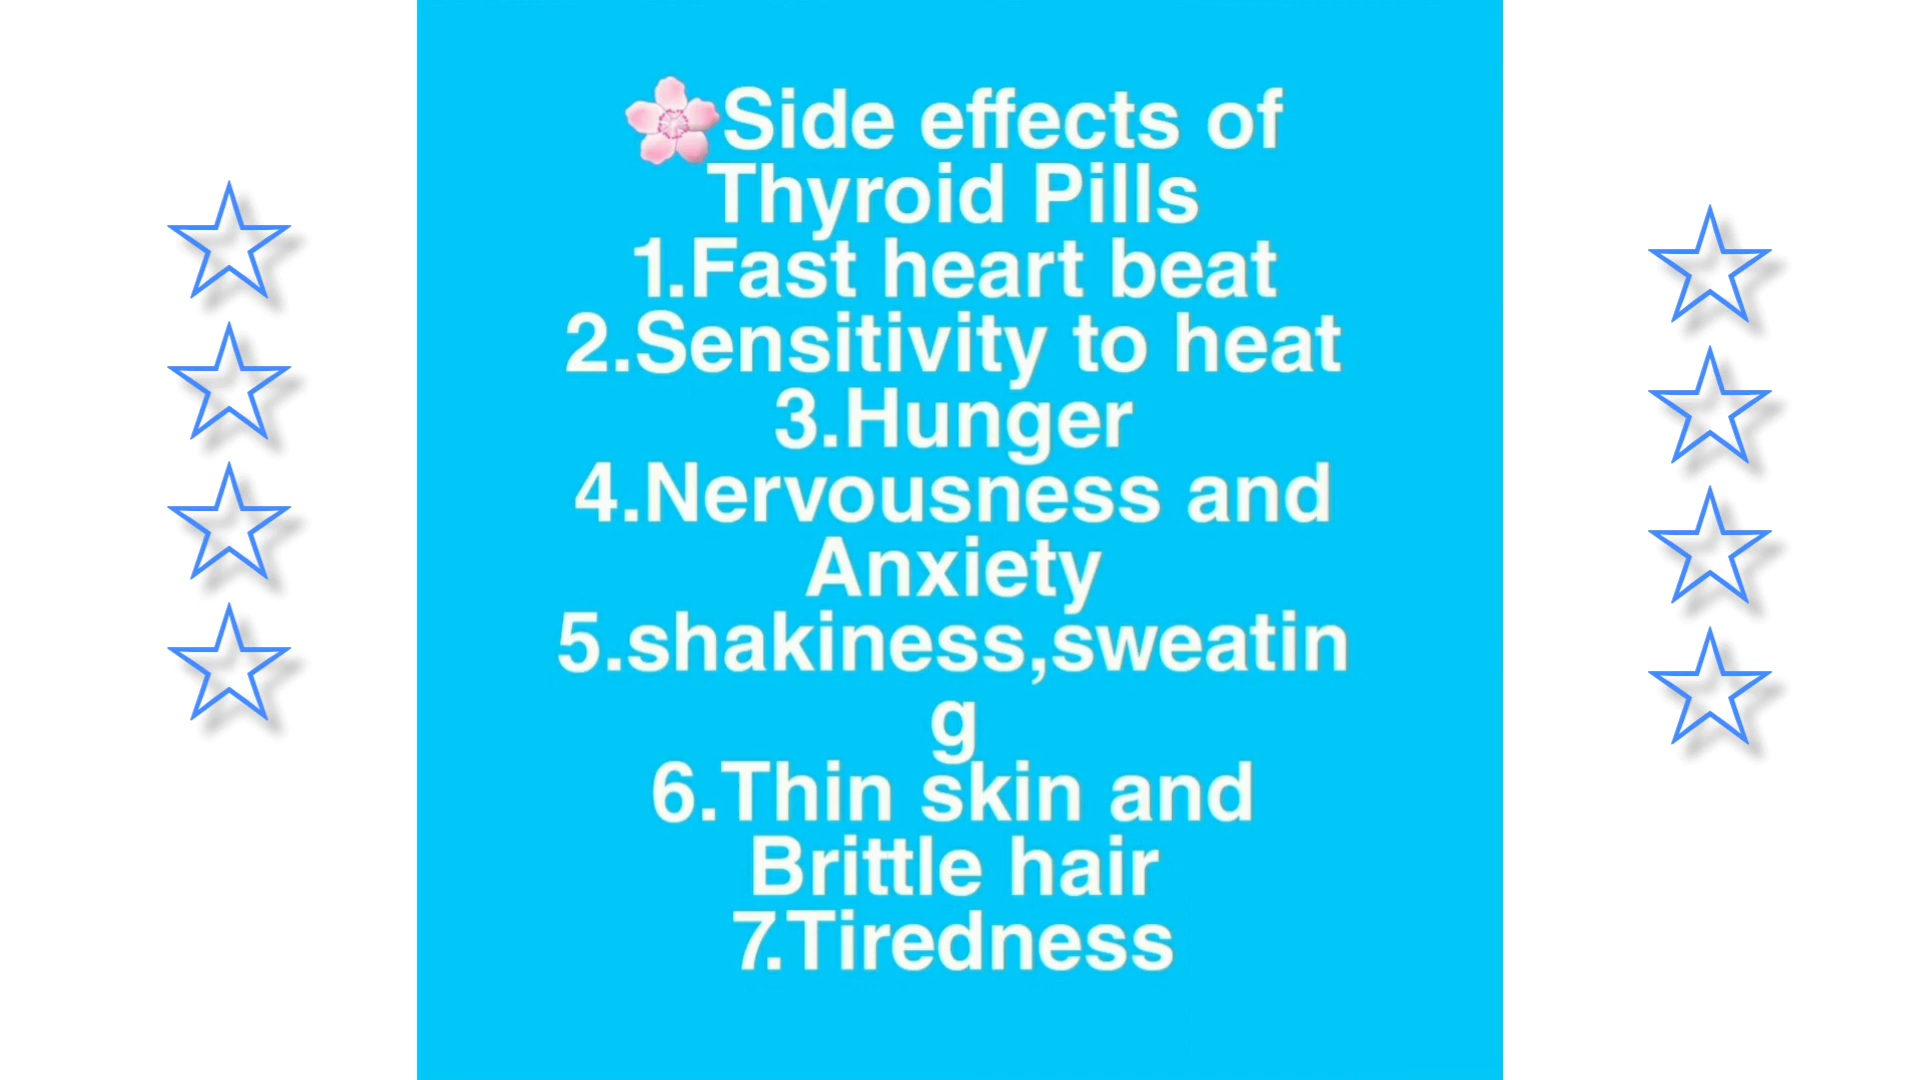 🌸Side effects of
Thyroid Pills
1.Fast heart beat
2.Sensitivity to heat
3.Hunger
4.Nervousness and
Anxiety
5.shakiness,sweatin
g
6.Thin skin and
Brittle hair
7.Tiredness